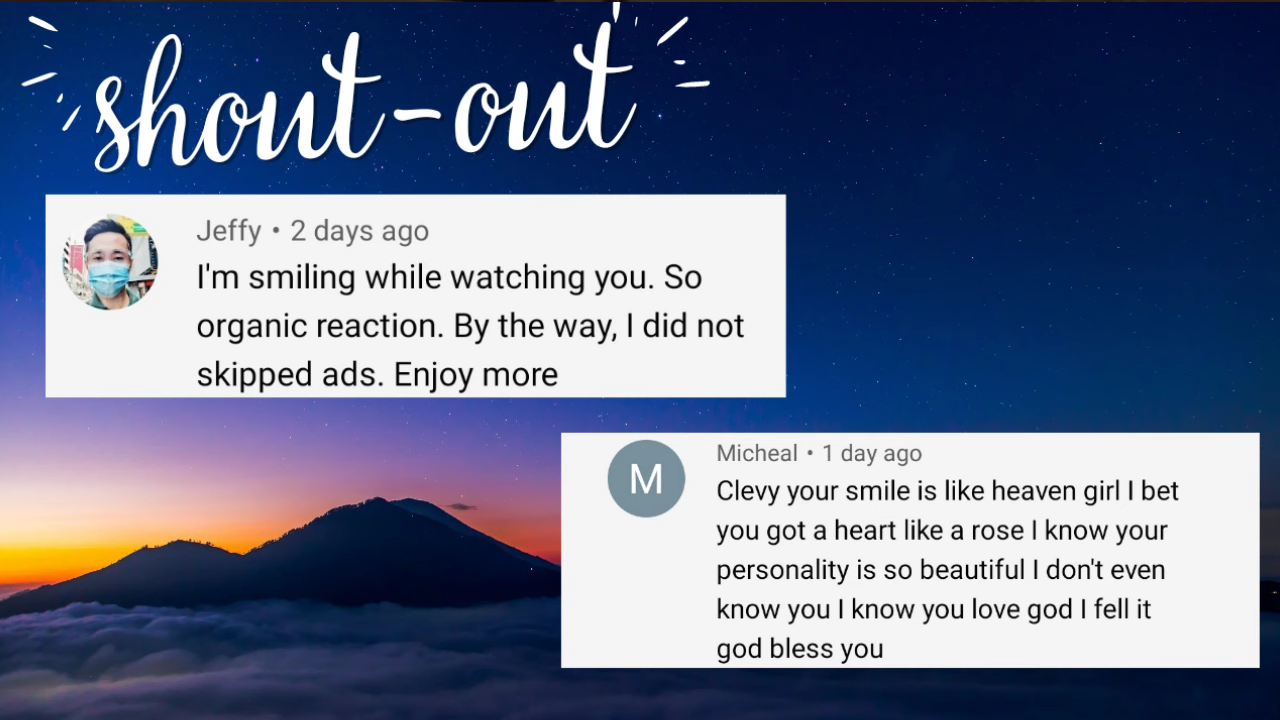 shout-out
Jeffy • 2 days ago
I'm smiling while watching you. So
organic reaction. By the way, I did not
skipped ads. Enjoy more
M
Micheal • 1 day ago
Clevy your smile is like heaven girl I bet
you got a heart like a rose I know your
personality is so beautiful I don't even
know you I know you love god I fell it
god bless you